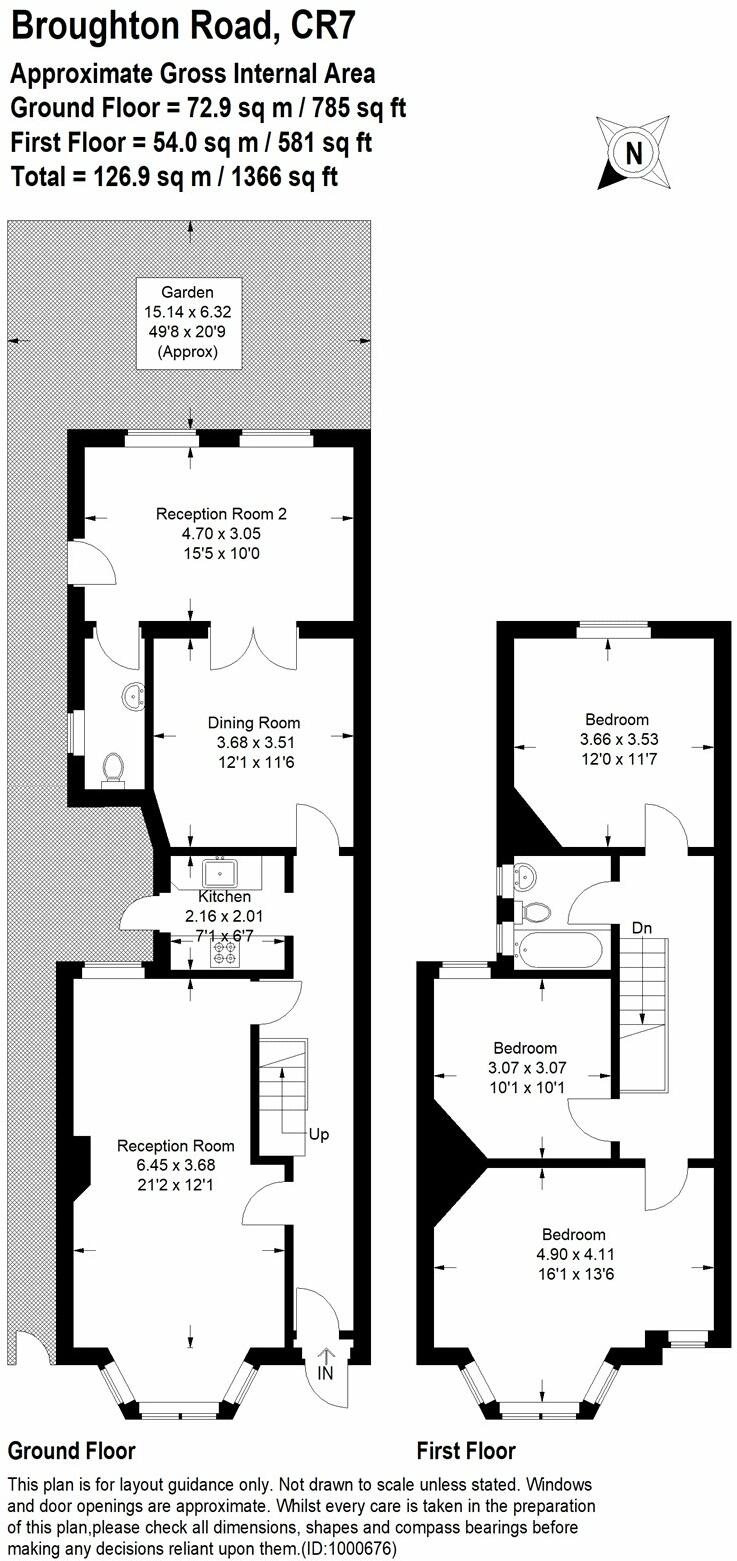 Broughton Road, CR7
Approximate Gross Internal Area
Ground Floor = 72.9 sq m / 785 sq ft
First Floor = 54.0 sq m / 581 sq ft
Total = 126.9 sq m / 1366 sq ft
N
Garden
15.14 x 6.32
49'8 x 20'9
(Approx)
Reception Room 2
4.70 x 3.05
15'5 x 10'0
Dining Room
3.68 x 3.51
12'1 x 11'6
Kitchen
2.16 x 2.01
7'1 x 6'7
Up
Reception Room
6.45 x 3.68
21'2 x 12'1
IN
Ground Floor
Bedroom
3.66 x 3.53
12'0 x 11'7
Dn
Bedroom
3.07 x 3.07
10'1 x 10'1
Bedroom
4.90 x 4.11
16'1 x 13'6
First Floor
This plan is for layout guidance only. Not drawn to scale unless stated. Windows
and door openings are approximate. Whilst every care is taken in the preparation
of this plan,please check all dimensions, shapes and compass bearings before
making any decisions reliant upon them.(ID:1000676)